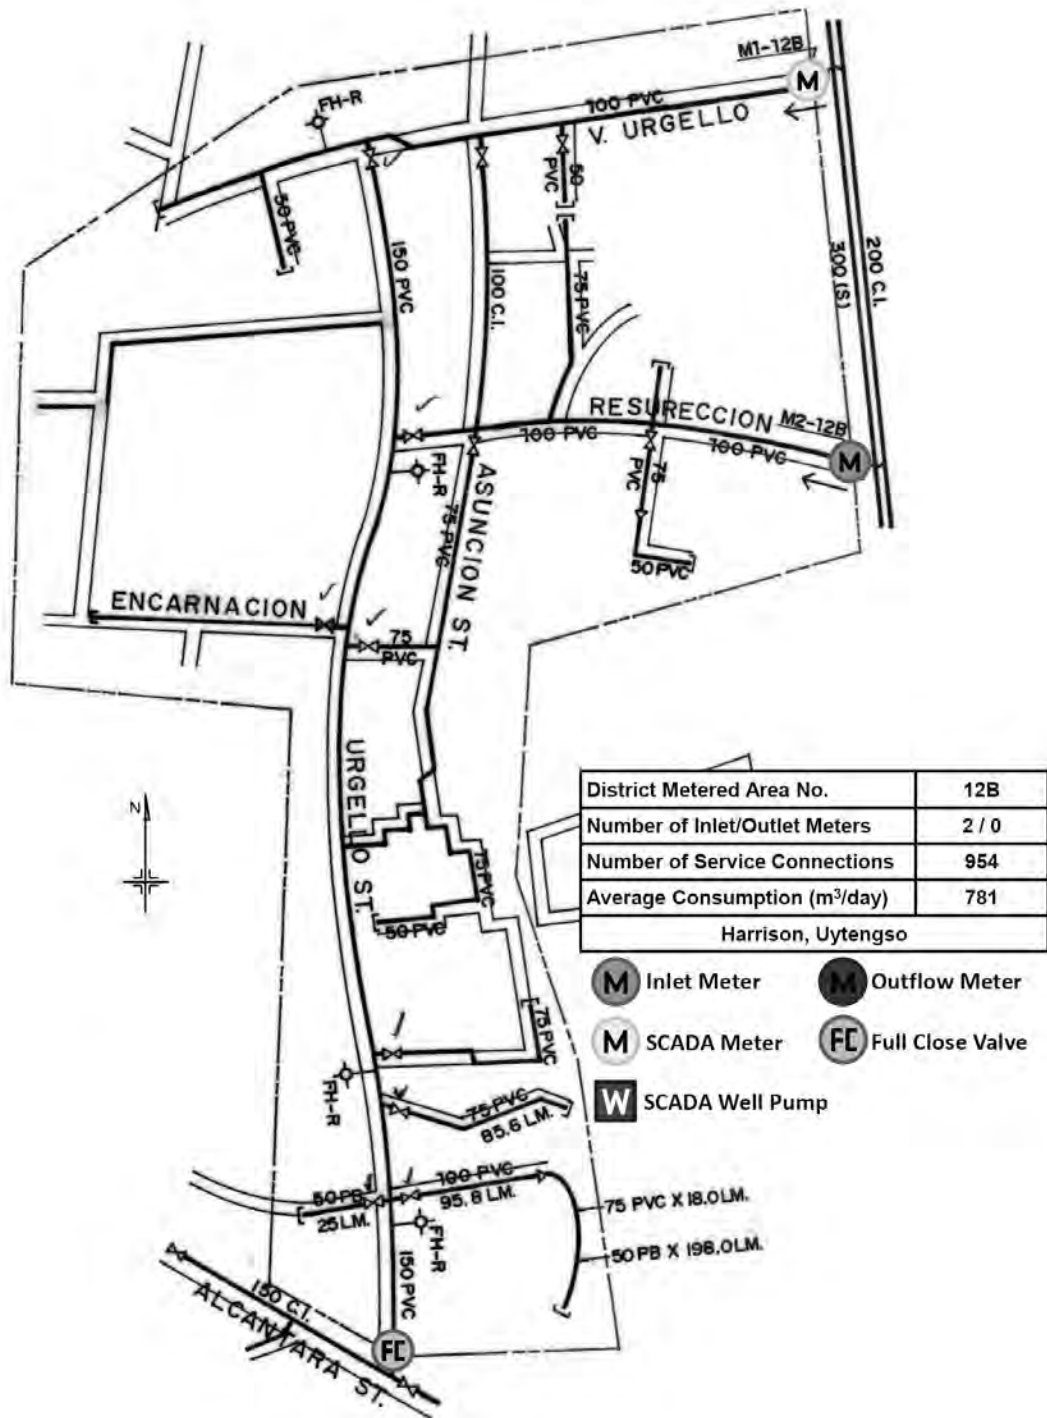 M1-12B
M
FH-R
100 PVC
V. URGELLO
50 PVC
50 PVC
150 PVC
100 C.I.
75 PVC
300 (S)
200 C.I.
RESURECCION
M2-12B
100 PVC
100 PVC
M
FH-R
75 PVC
ASUNCION ST.
75 PVC
50 PVC
ENCARNACION
75 PVC
URGELLO ST.
N
75 PVC
50 PVC
75 PVC
FH-R
75 PVC
85.6 LM.
50 PB
25 LM.
100 PVC
95.8 LM.
75 PVC X 18.0 LM.
FH-R
50 PB X 198.0 LM.
150 PVC
150 C.I.
ALCANTARA ST.
FC
District Metered Area No. 12B
Number of Inlet/Outlet Meters 2 / 0
Number of Service Connections 954
Average Consumption (m³/day) 781
Harrison, Uytengso
M Inlet Meter M Outflow Meter
M SCADA Meter FC Full Close Valve
W SCADA Well Pump